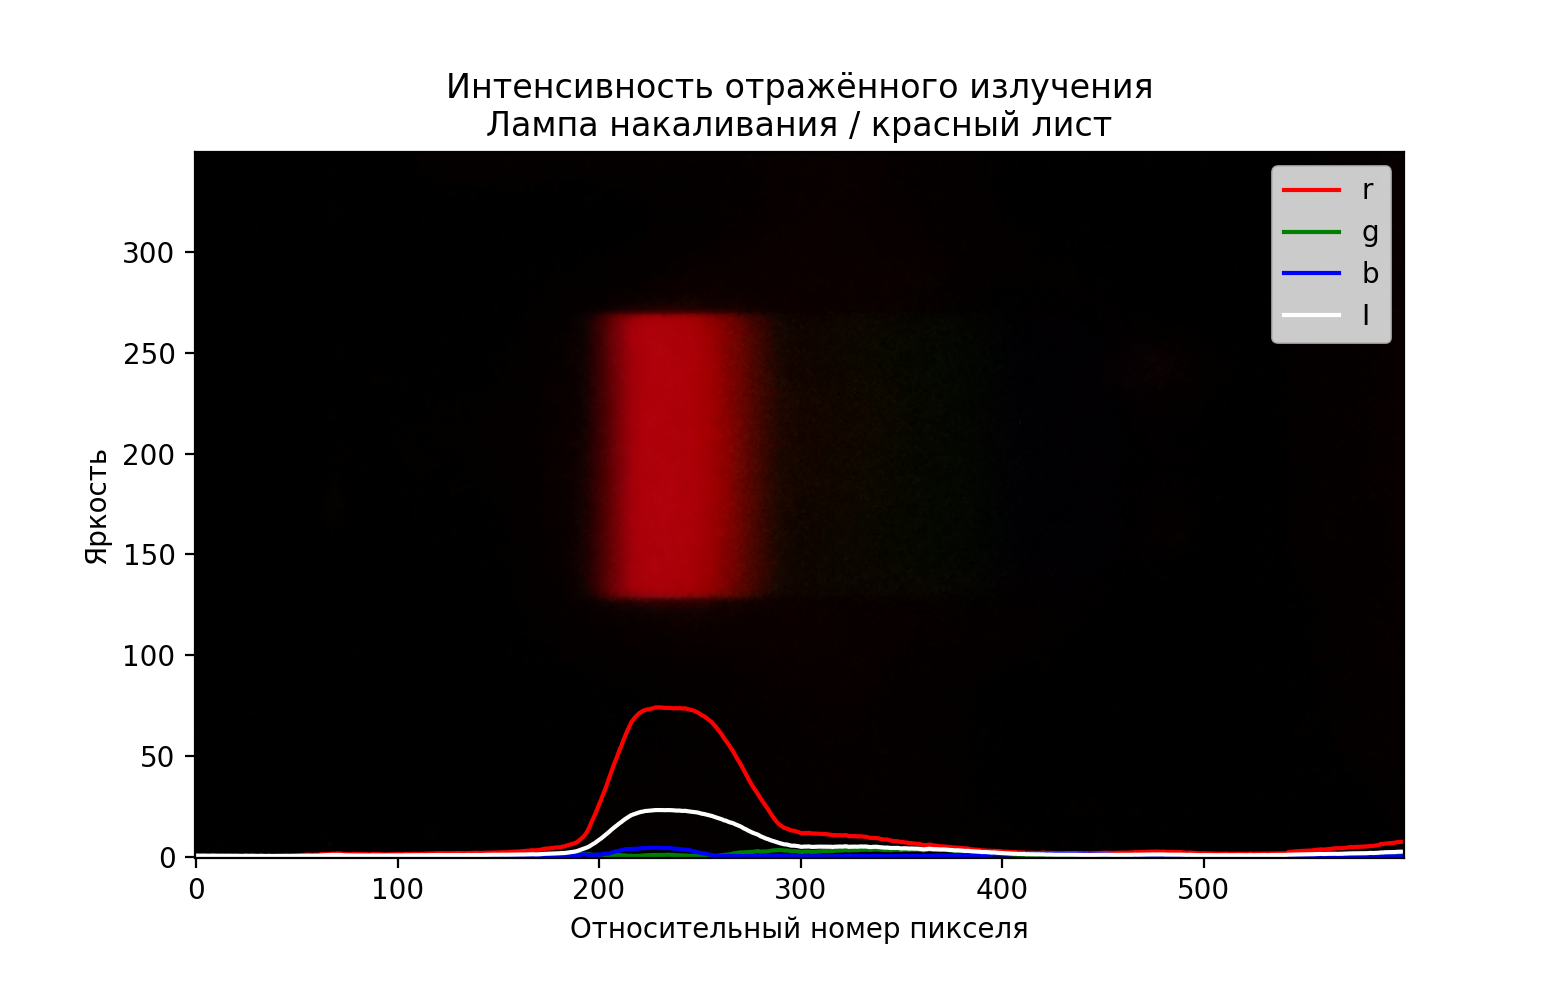 Интенсивность отражённого излучения
Лампа накаливания / красный лист
r
g
b
l
300
250
200
150
100
50
0
Яркость
0 100 200 300 400 500
Относительный номер пикселя